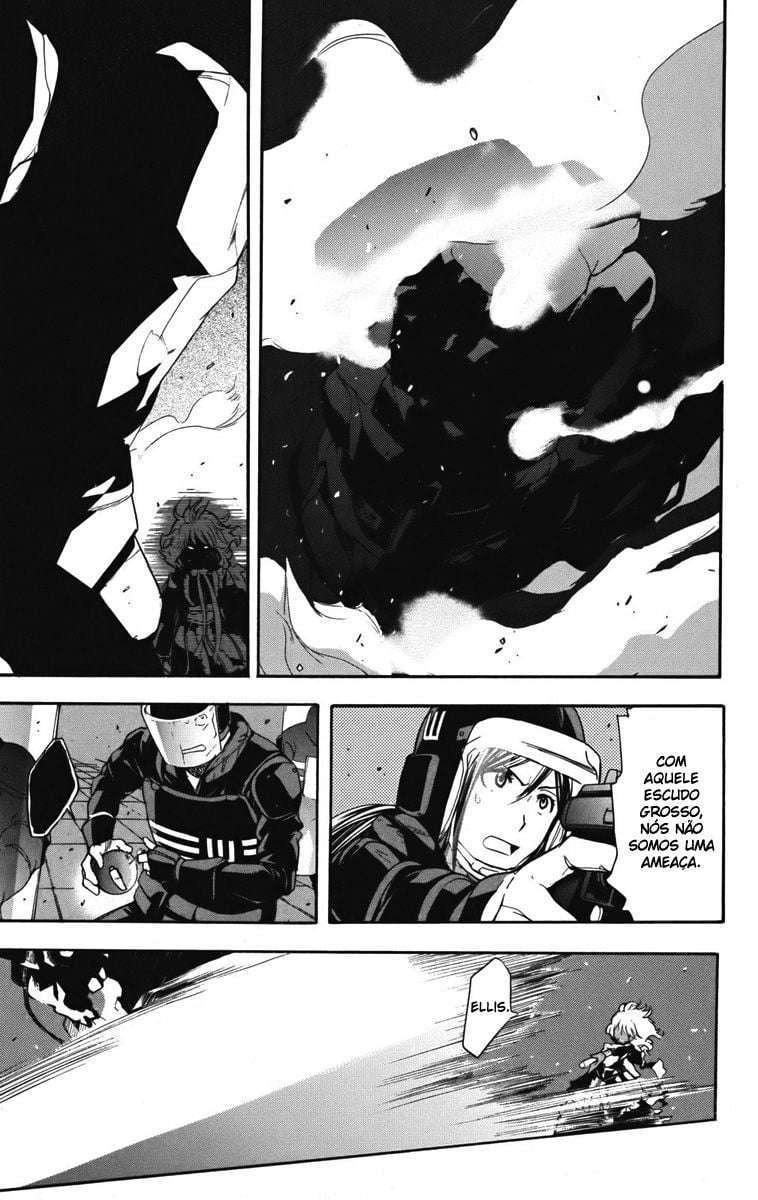 COM
AQUELE
ESCUDO
GROSSO,
NÓS NÃO
SOMOS UMA
AMEAÇA.
ELLIS.